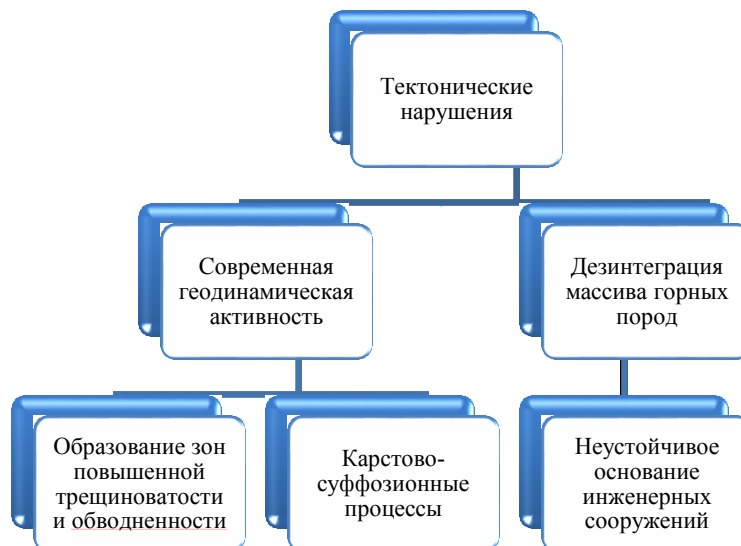 Тектонические
нарушения
Современная
геодинамическая
активность
Дезинтеграция
массива горных
пород
Образование зон
повышенной
трещиноватости
и обводненности
Карстово-
суффозионные
процессы
Неустойчивое
основание
инженерных
сооружений